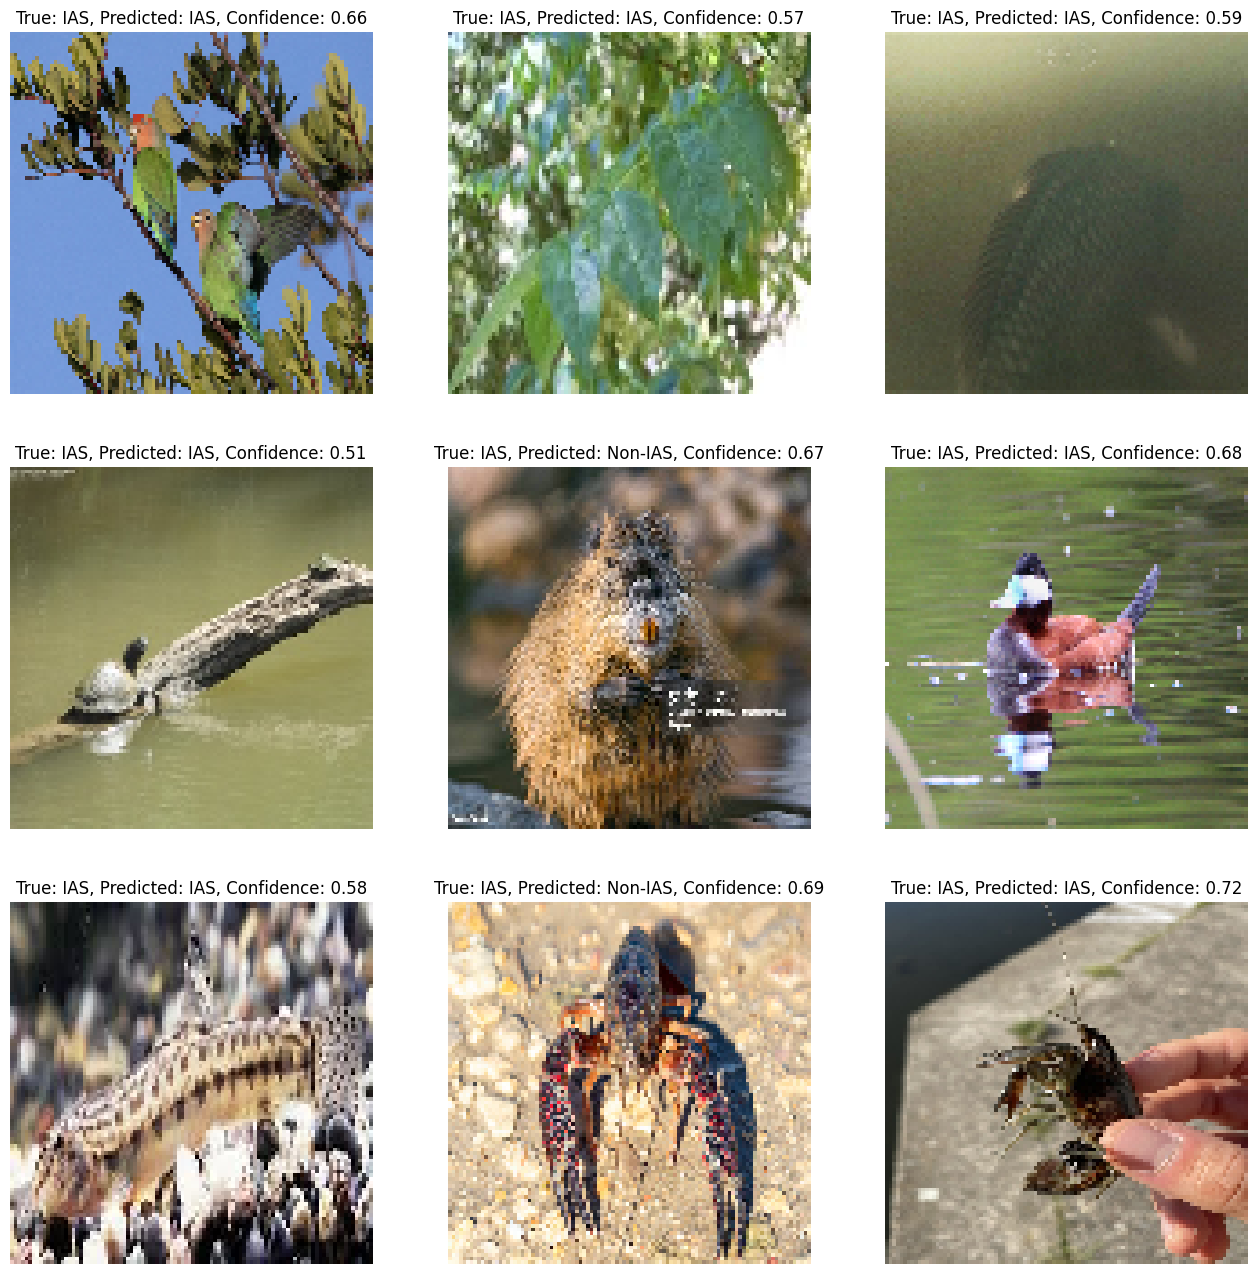 True: IAS, Predicted: IAS, Confidence: 0.66
True: IAS, Predicted: IAS, Confidence: 0.57
True: IAS, Predicted: IAS, Confidence: 0.59
True: IAS, Predicted: IAS, Confidence: 0.51
True: IAS, Predicted: Non-IAS, Confidence: 0.67
True: IAS, Predicted: IAS, Confidence: 0.68
True: IAS, Predicted: IAS, Confidence: 0.58
True: IAS, Predicted: Non-IAS, Confidence: 0.69
True: IAS, Predicted: IAS, Confidence: 0.72